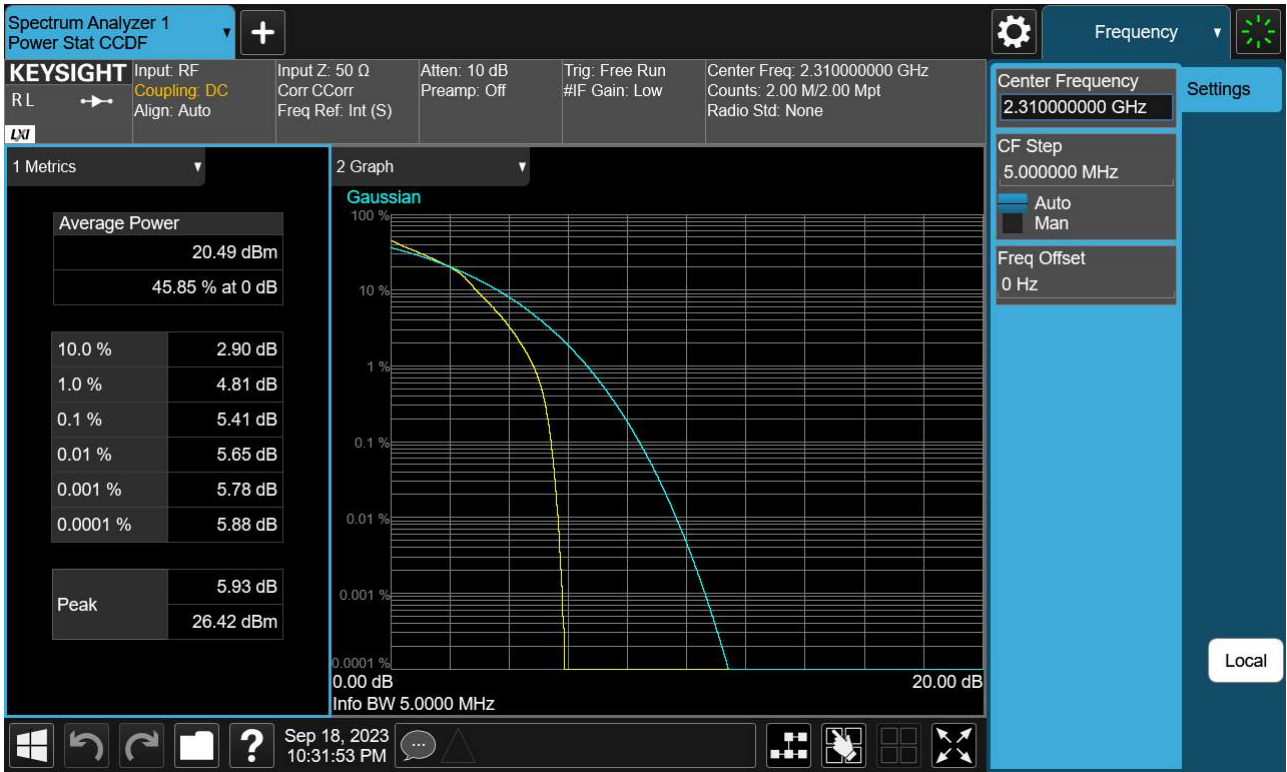 Spectrum Analyzer 1
Power Stat CCDF
+
Frequency
KEYSIGHT
R L
LXI
Input: RF
Coupling: DC
Align: Auto
Input Z: 50 Ω
Corr CCorr
Freq Ref: Int (S)
Atten: 10 dB
Preamp: Off
Trig: Free Run
#IF Gain: Low
Center Freq: 2.310000000 GHz
Counts: 2.00 M/2.00 Mpt
Radio Std: None
Center Frequency
2.310000000 GHz
Settings
CF Step
5.000000 MHz
Auto
Man
Freq Offset
0 Hz
Local
1 Metrics
Average Power
20.49 dBm
45.85 % at 0 dB
10.0 % 2.90 dB
1.0 % 4.81 dB
0.1 % 5.41 dB
0.01 % 5.65 dB
0.001 % 5.78 dB
0.0001 % 5.88 dB
Peak
5.93 dB
26.42 dBm
2 Graph
Gaussian
100 %
10 %
1 %
0.1 %
0.01 %
0.001 %
0.0001 %
0.00 dB 20.00 dB
Info BW 5.0000 MHz
?
Sep 18, 2023
10:31:53 PM